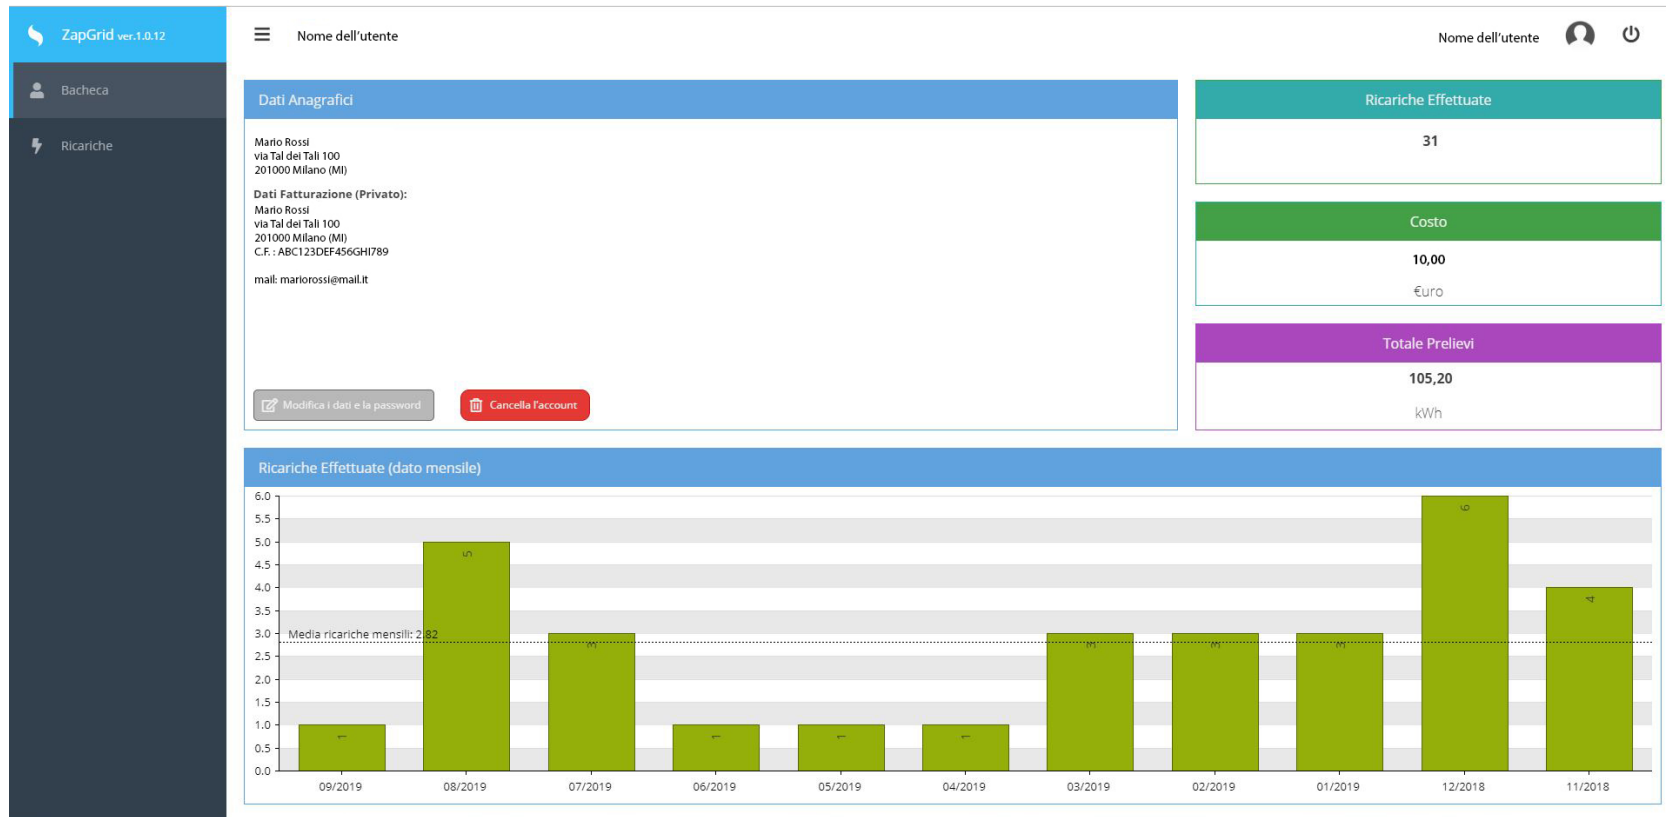 ZapGrid ver.1.0.12
Nome dell'utente
Nome dell'utente
Bacheca
Ricariche
Dati Anagrafici
Mario Rossi
via Tal dei Tali 100
201000 Milano (MI)
Dati Fatturazione (Privato):
Mario Rossi
via Tal dei Tali 100
201000 Milano (MI)
C.F. : ABC123DEF456GHI789
mail: mariorossi@mail.it
Modifica i dati e la password
Cancella l'account
Ricariche Effettuate
31
Costo
10,00
€uro
Totale Prelievi
105,20
kWh
Ricariche Effettuate (dato mensile)
6.0
5.5
5.0
4.5
4.0
3.5
3.0
2.5
2.0
1.5
1.0
0.5
0.0
Media ricariche mensili: 2.82
1
5
3
1
1
1
3
3
3
6
4
09/2019
08/2019
07/2019
06/2019
05/2019
04/2019
03/2019
02/2019
01/2019
12/2018
11/2018